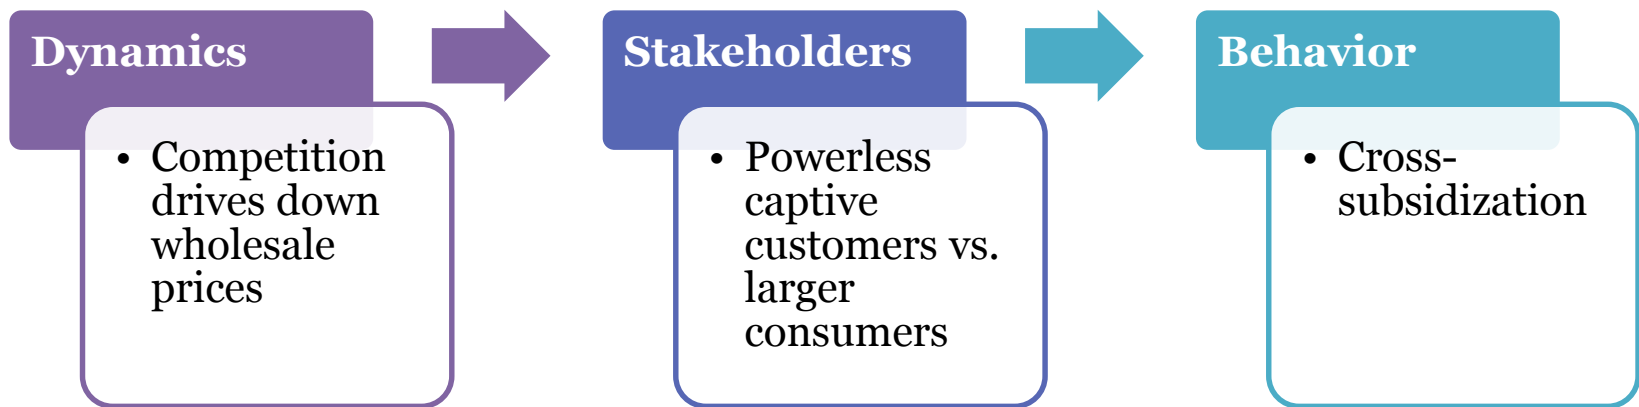 Dynamics
• Competition
drives down
wholesale
prices
Stakeholders
• Powerless
captive
customers vs.
larger
consumers
Behavior
• Cross-
subsidization